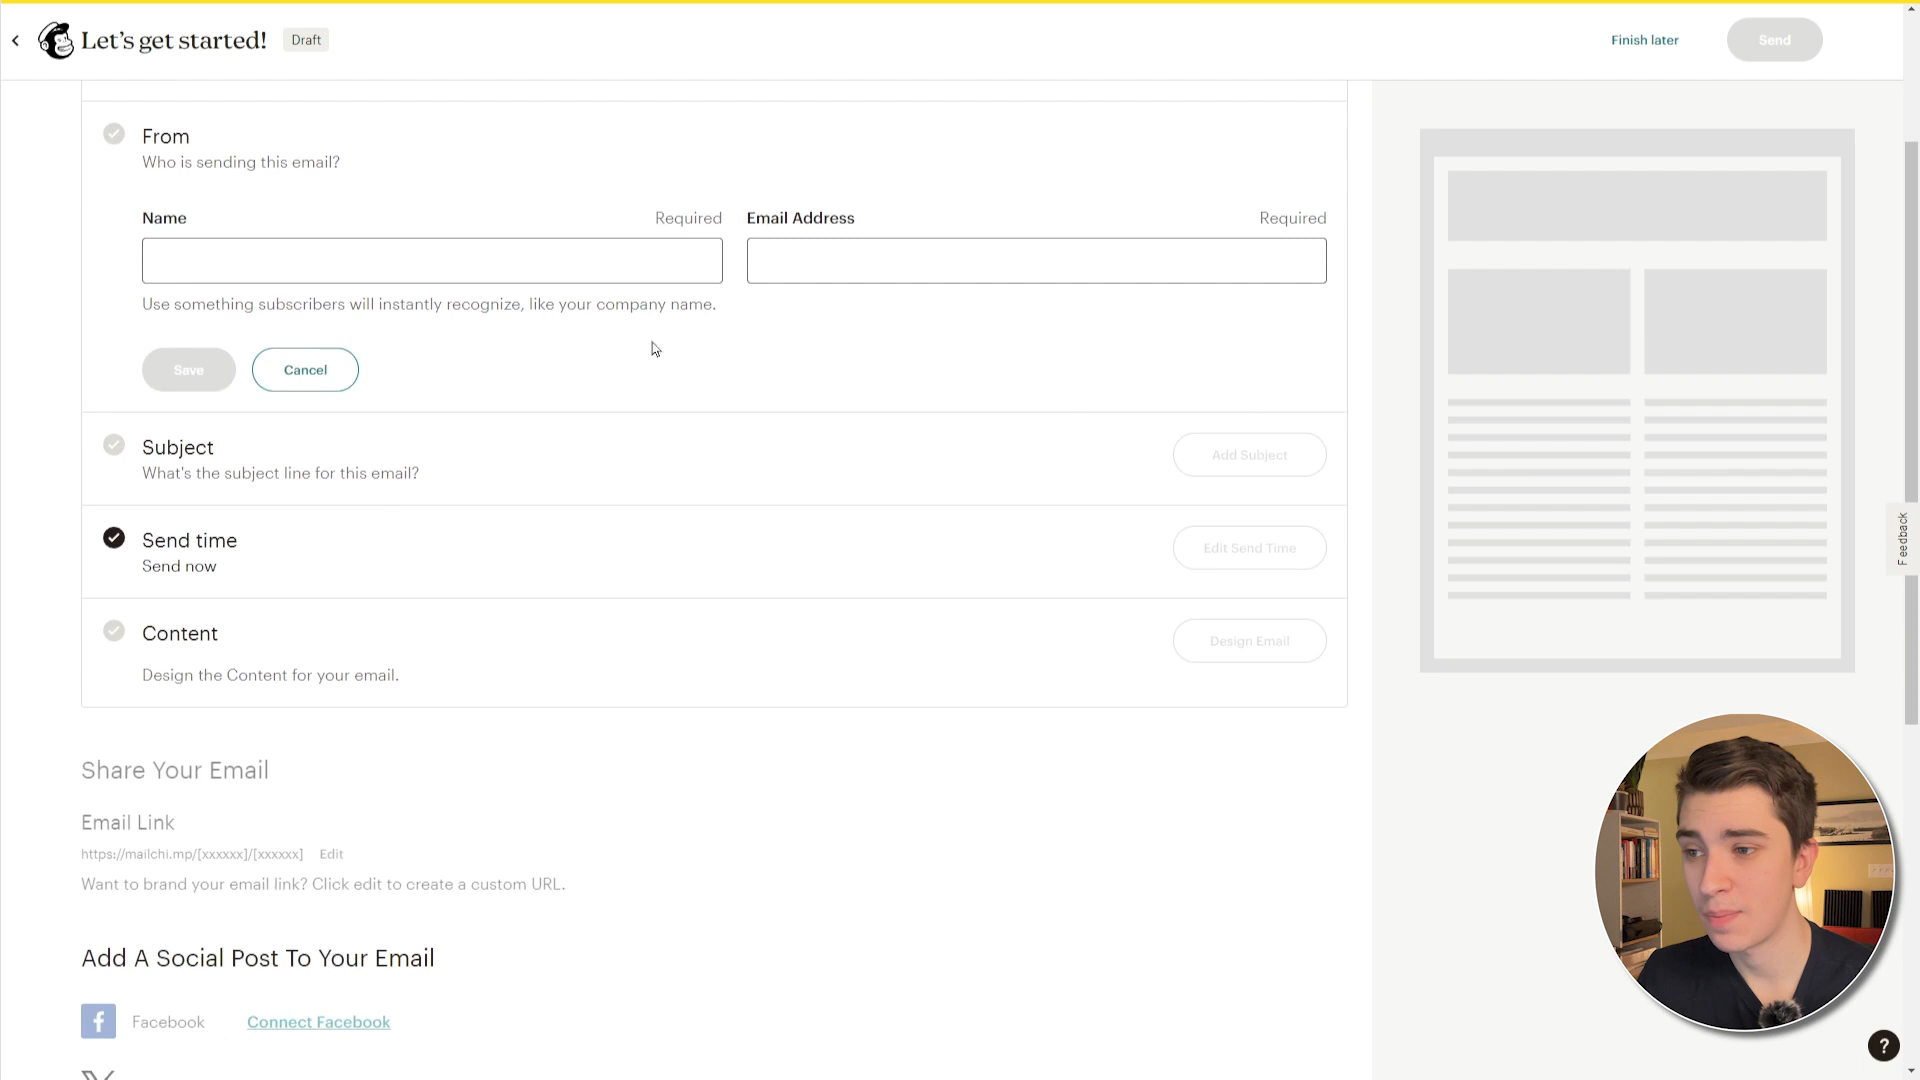 Let's get started!
Draft
Finish later
Send
From
Who is sending this email?
Name
Required
Email Address
Required
Use something subscribers will instantly recognize, like your company name.
Save
Cancel
Subject
What's the subject line for this email?
Add Subject
Send time
Send now
Edit Send Time
Content
Design the Content for your email.
Design Email
Feedback
Share Your Email
Email Link
https://mailchi.mp/[xxxxxx]/[xxxxxx]
Edit
Want to brand your email link? Click edit to create a custom URL.
Add A Social Post To Your Email
Facebook
Connect Facebook
?